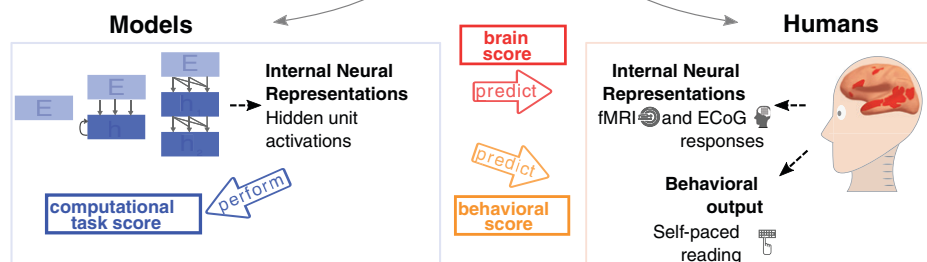 Models
E
E
h
E
h
h
Internal Neural
Representations
Hidden unit
activations
perform
computational
task score
brain
score
predict
predict
behavioral
score
Humans
Internal Neural
Representations
fMRI and ECoG
responses
Behavioral
output
Self-paced
reading